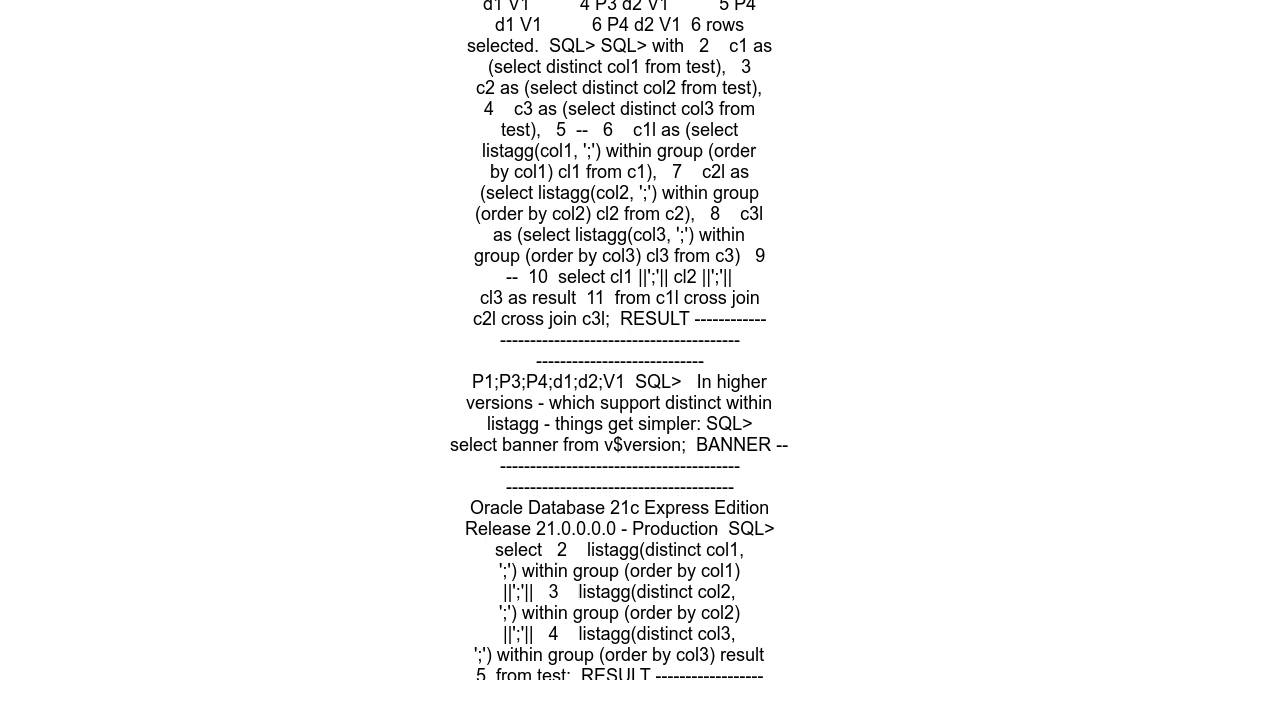 d1 V1          4 P3 d2 V1          5 P4
d1 V1          6 P4 d2 V1  6 rows
selected.  SQL> SQL> with   2    c1 as
(select distinct col1 from test),   3
c2 as (select distinct col2 from test),
4    c3 as (select distinct col3 from
test),   5  --   6    c1l as (select
listagg(col1, ';') within group (order
by col1) cl1 from c1),   7    c2l as
(select listagg(col2, ';') within group
(order by col2) cl2 from c2),   8    c3l
as (select listagg(col3, ';') within
group (order by col3) cl3 from c3)   9
--  10  select cl1 ||';'|| cl2 ||';'||
cl3 as result  11  from c1l cross join
c2l cross join c3l;  RESULT ------------
----------------------------------------
----------------------------
P1;P3;P4;d1;d2;V1  SQL>   In higher
versions - which support distinct within
listagg - things get simpler: SQL>
select banner from v$version;  BANNER --
----------------------------------------
--------------------------------------
Oracle Database 21c Express Edition
Release 21.0.0.0.0 - Production  SQL>
select   2    listagg(distinct col1,
';') within group (order by col1)
||';'||   3    listagg(distinct col2,
';') within group (order by col2)
||';'||   4    listagg(distinct col3,
';') within group (order by col3) result
5  from test;  RESULT ------------------